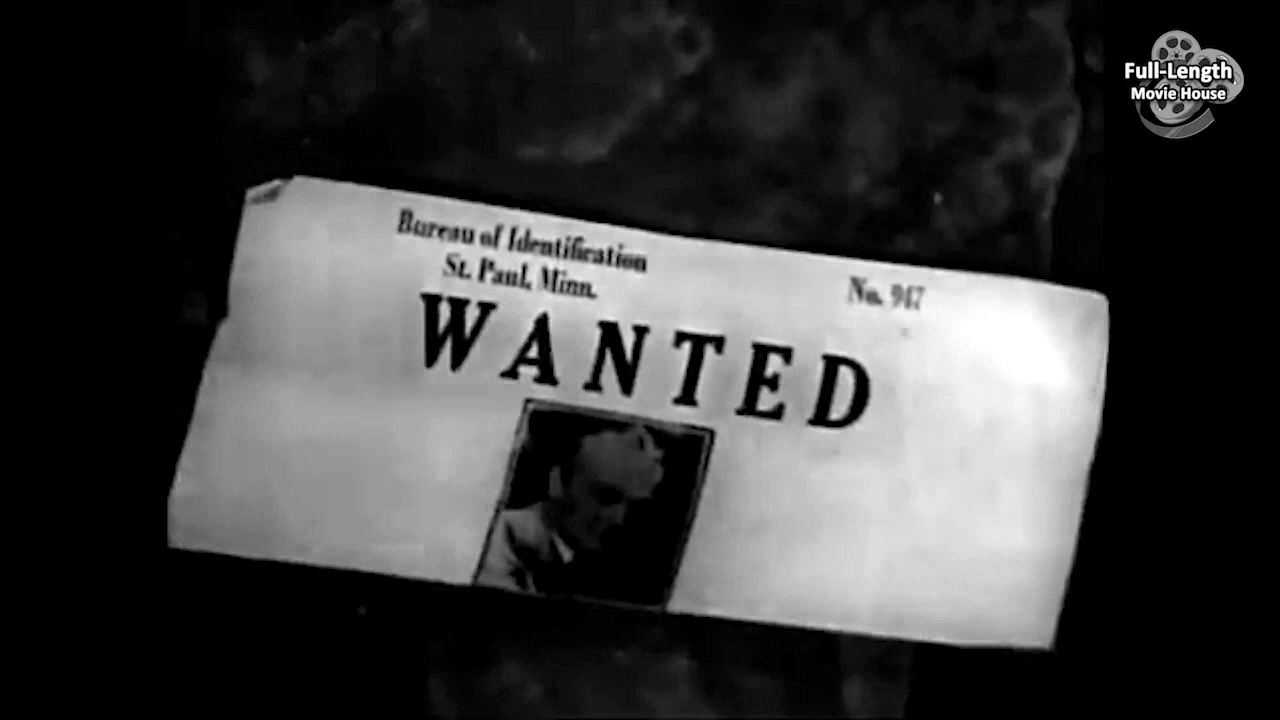 Full-Length
Movie House
Bureau of Identification
St. Paul, Minn.
No. 947
WANTED